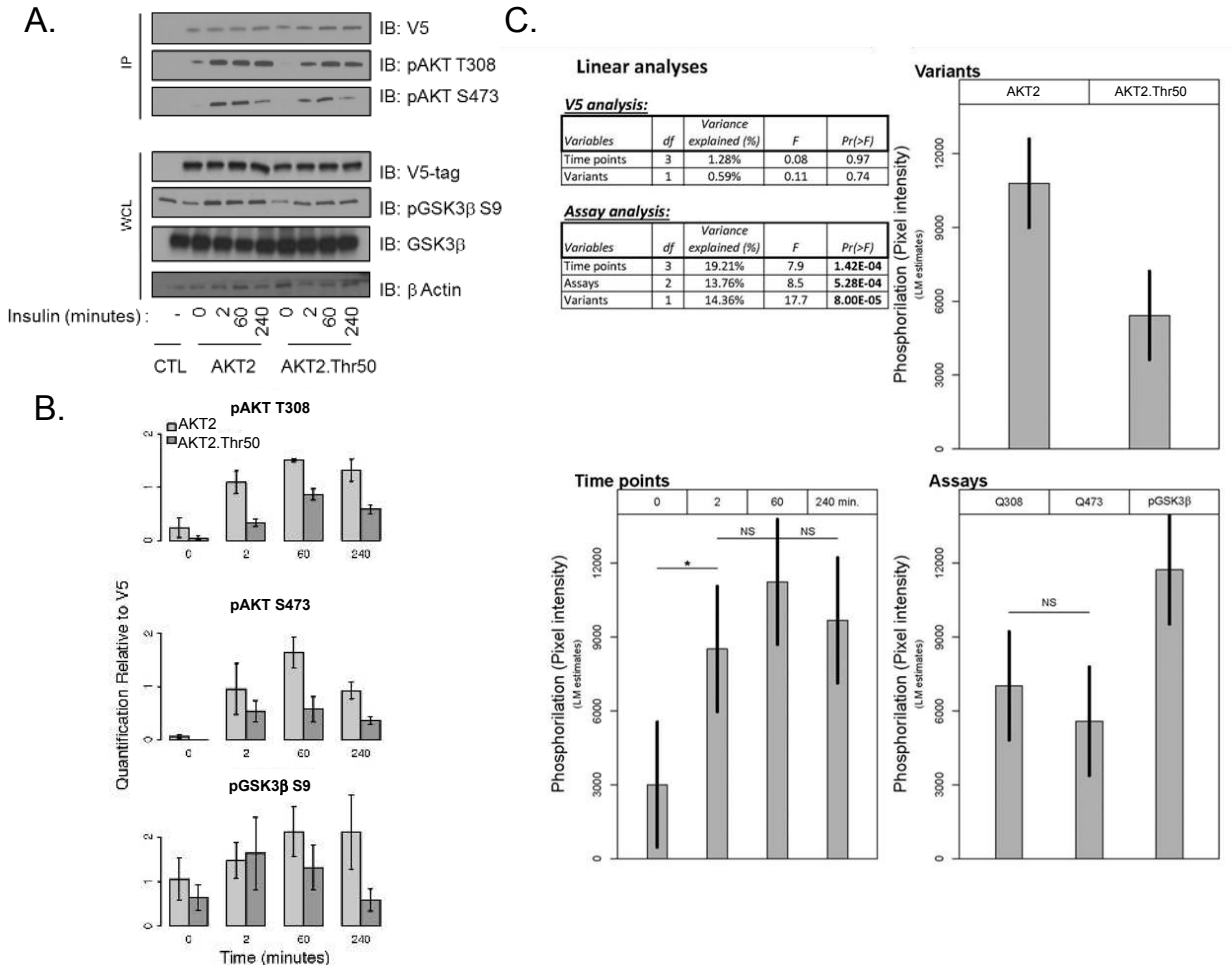 A.
IP
IB: V5
IB: pAKT T308
IB: pAKT S473
WCL
IB: V5-tag
IB: pGSK3β S9
IB: GSK3β
IB: β Actin
Insulin (minutes) : - 0 2 60 240 0 2 60 240
CTL AKT2 AKT2.Thr50
B.
pAKT T308
AKT2
AKT2.Thr50
2
1
0
0 2 60 240
pAKT S473
2
1
0
0 2 60 240
pGSK3β S9
2
1
0
0 2 60 240
Quantification Relative to V5
Time (minutes)
C.
Linear analyses
V5 analysis:
Variables df Variance explained (%) F Pr(>F)
Time points 3 1.28% 0.08 0.97
Variants 1 0.59% 0.11 0.74
Assay analysis:
Variables df Variance explained (%) F Pr(>F)
Time points 3 19.21% 7.9 1.42E-04
Assays 2 13.76% 8.5 5.28E-04
Variants 1 14.36% 17.7 8.00E-05
Variants
AKT2 AKT2.Thr50
Phosphorilation (Pixel intensity)
(LM estimates)
12000
9000
6000
3000
0
Time points
0 2 60 240 min.
NS NS
*
Phosphorilation (Pixel intensity)
(LM estimates)
12000
9000
6000
3000
0
Assays
Q308 Q473 pGSK3β
NS
Phosphorilation (Pixel intensity)
(LM estimates)
12000
9000
6000
3000
0